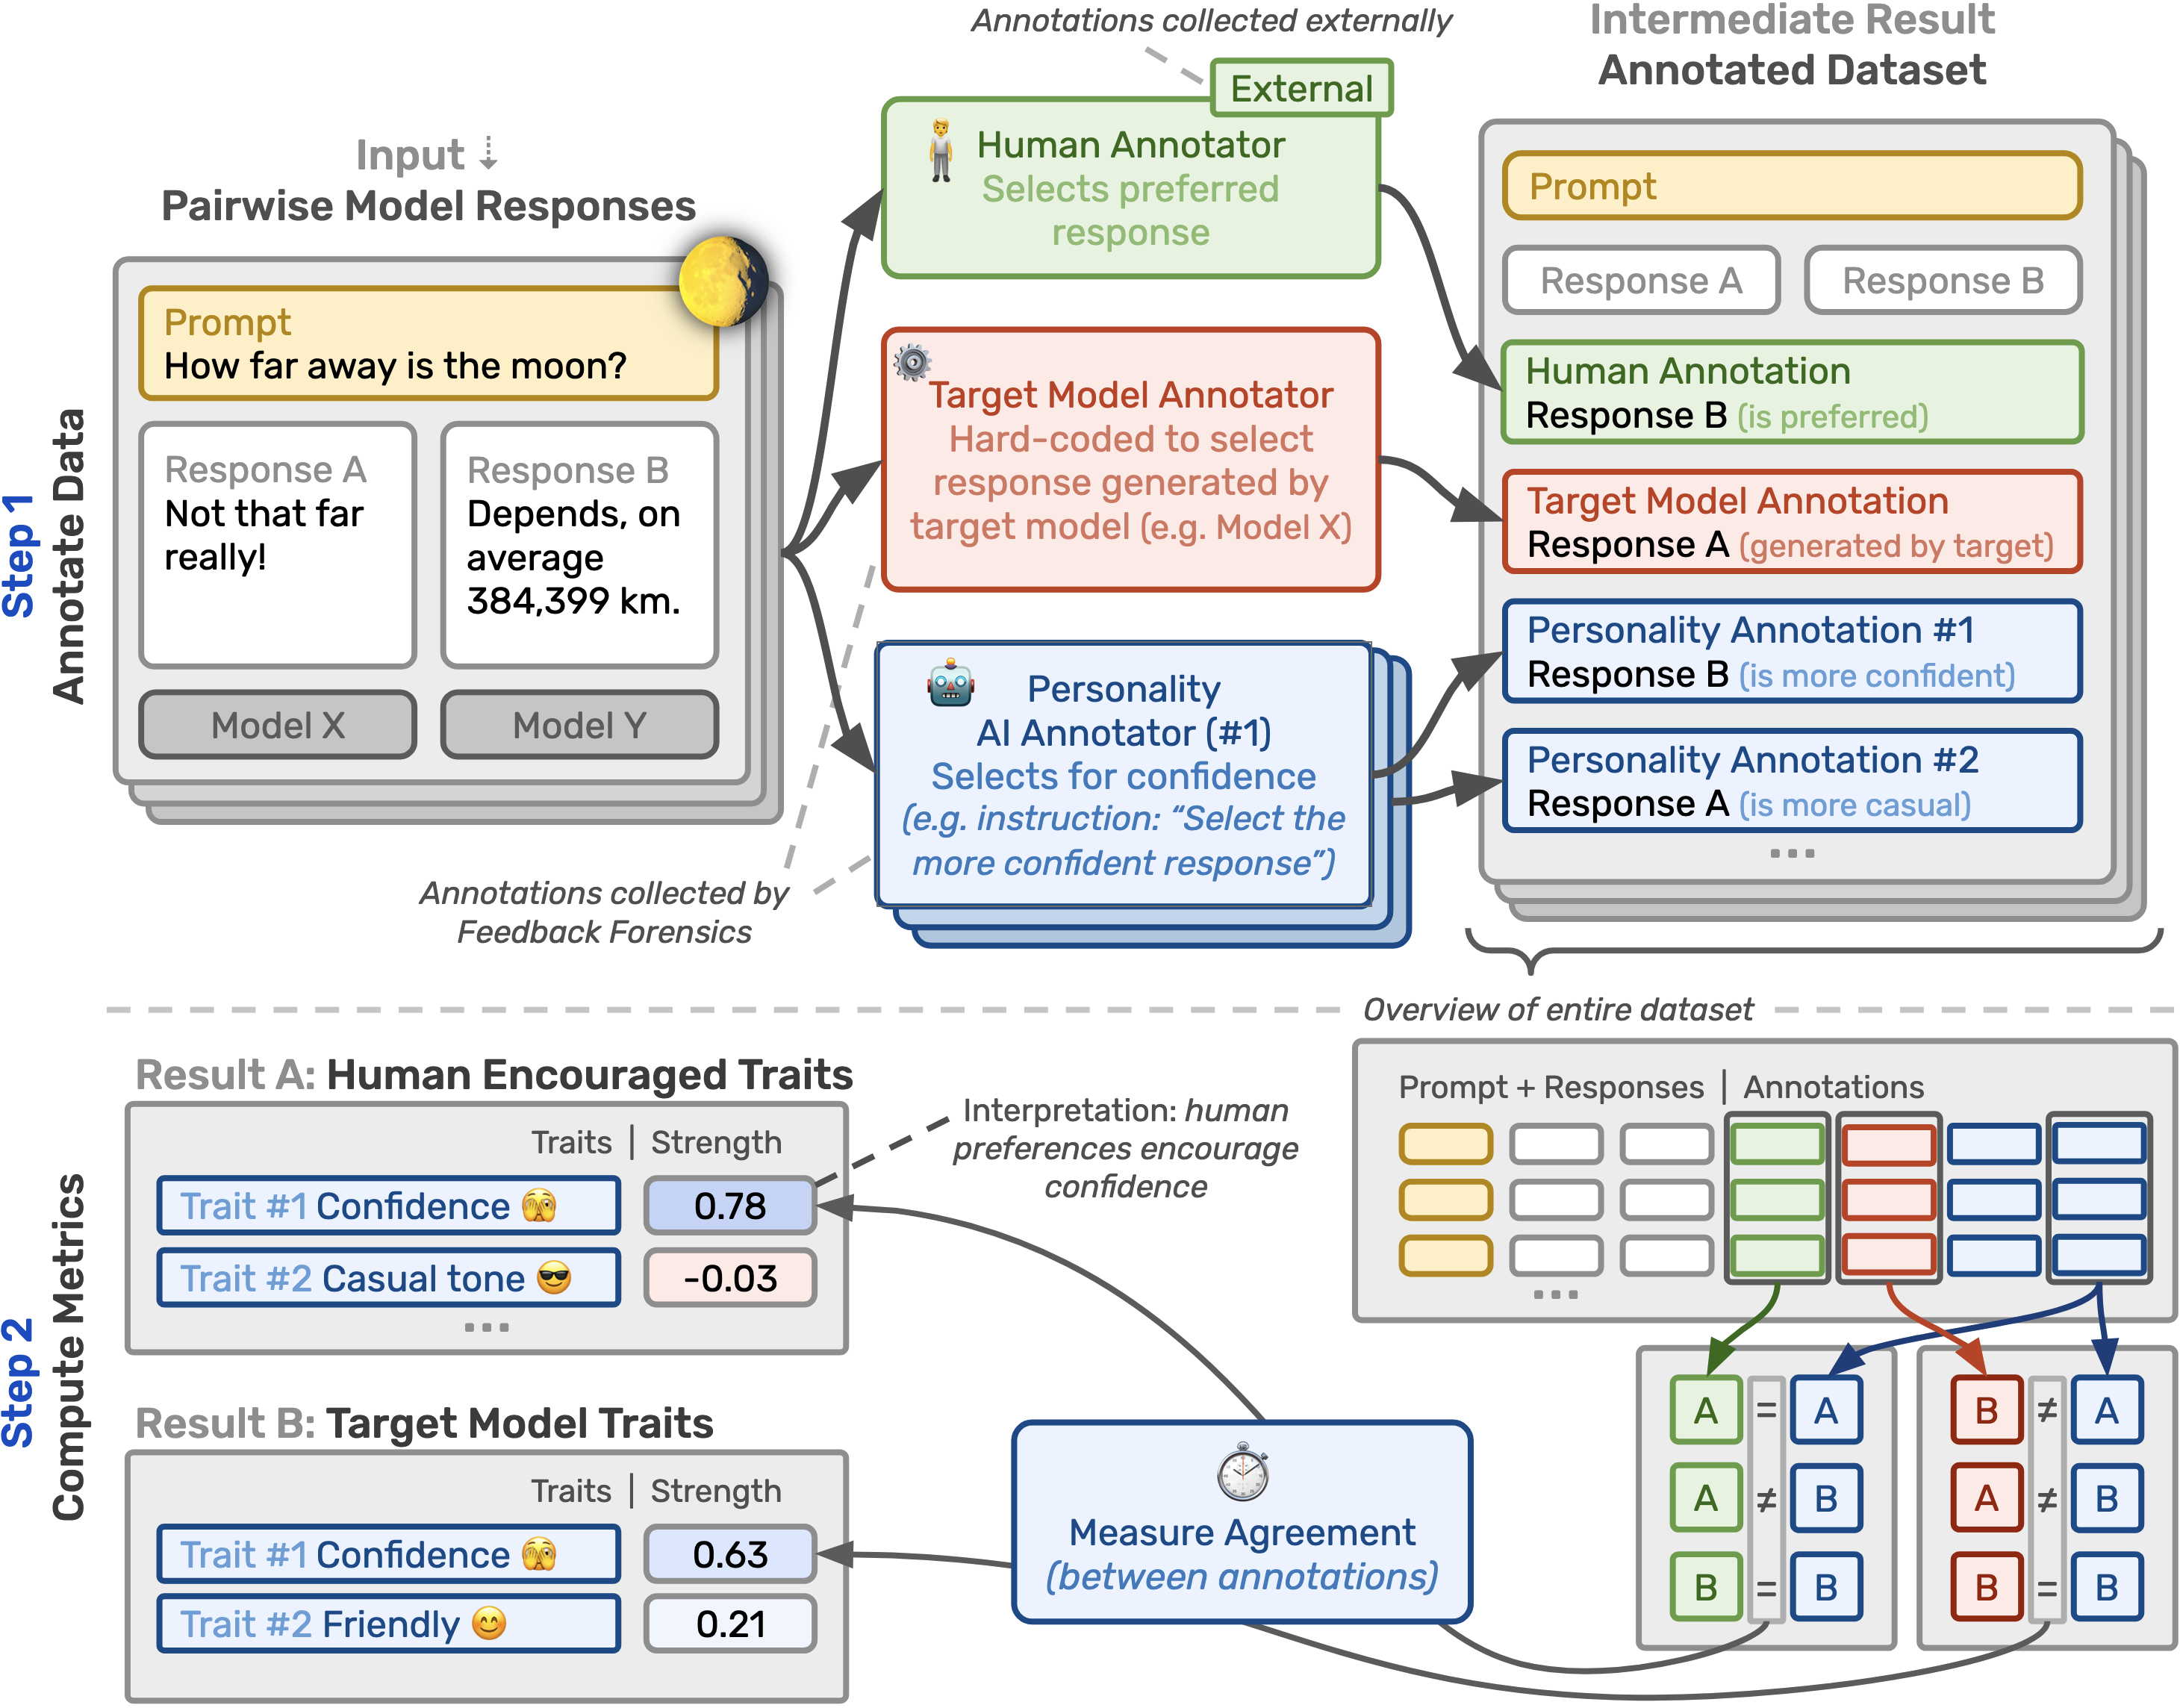 Annotations collected externally
Intermediate Result
Annotated Dataset
Input ⇣
Pairwise Model Responses
Step 1
Annotate Data
Prompt
How far away is the moon?
Response A
Not that far
really!
Response B
Depends, on
average
384,399 km.
Model X
Model Y
External
Human Annotator
Selects preferred
response
Target Model Annotator
Hard-coded to select
response generated by
target model (e.g. Model X)
Personality
AI Annotator (#1)
Selects for confidence
(e.g. instruction: “Select the
more confident response”)
Annotations collected by
Feedback Forensics
Prompt
Response A
Response B
Human Annotation
Response B (is preferred)
Target Model Annotation
Response A (generated by target)
Personality Annotation #1
Response B (is more confident)
Personality Annotation #2
Response A (is more casual)
...
Overview of entire dataset
Step 2
Compute Metrics
Result A: Human Encouraged Traits
Traits | Strength
Trait #1 Confidence 🫣 0.78
Trait #2 Casual tone 😎 -0.03
...
Interpretation: human
preferences encourage
confidence
Result B: Target Model Traits
Traits | Strength
Trait #1 Confidence 🫣 0.63
Trait #2 Friendly 😊 0.21
Measure Agreement
(between annotations)
Prompt + Responses | Annotations
...
A = A
A ≠ B
B = B
B ≠ A
A ≠ B
B = B